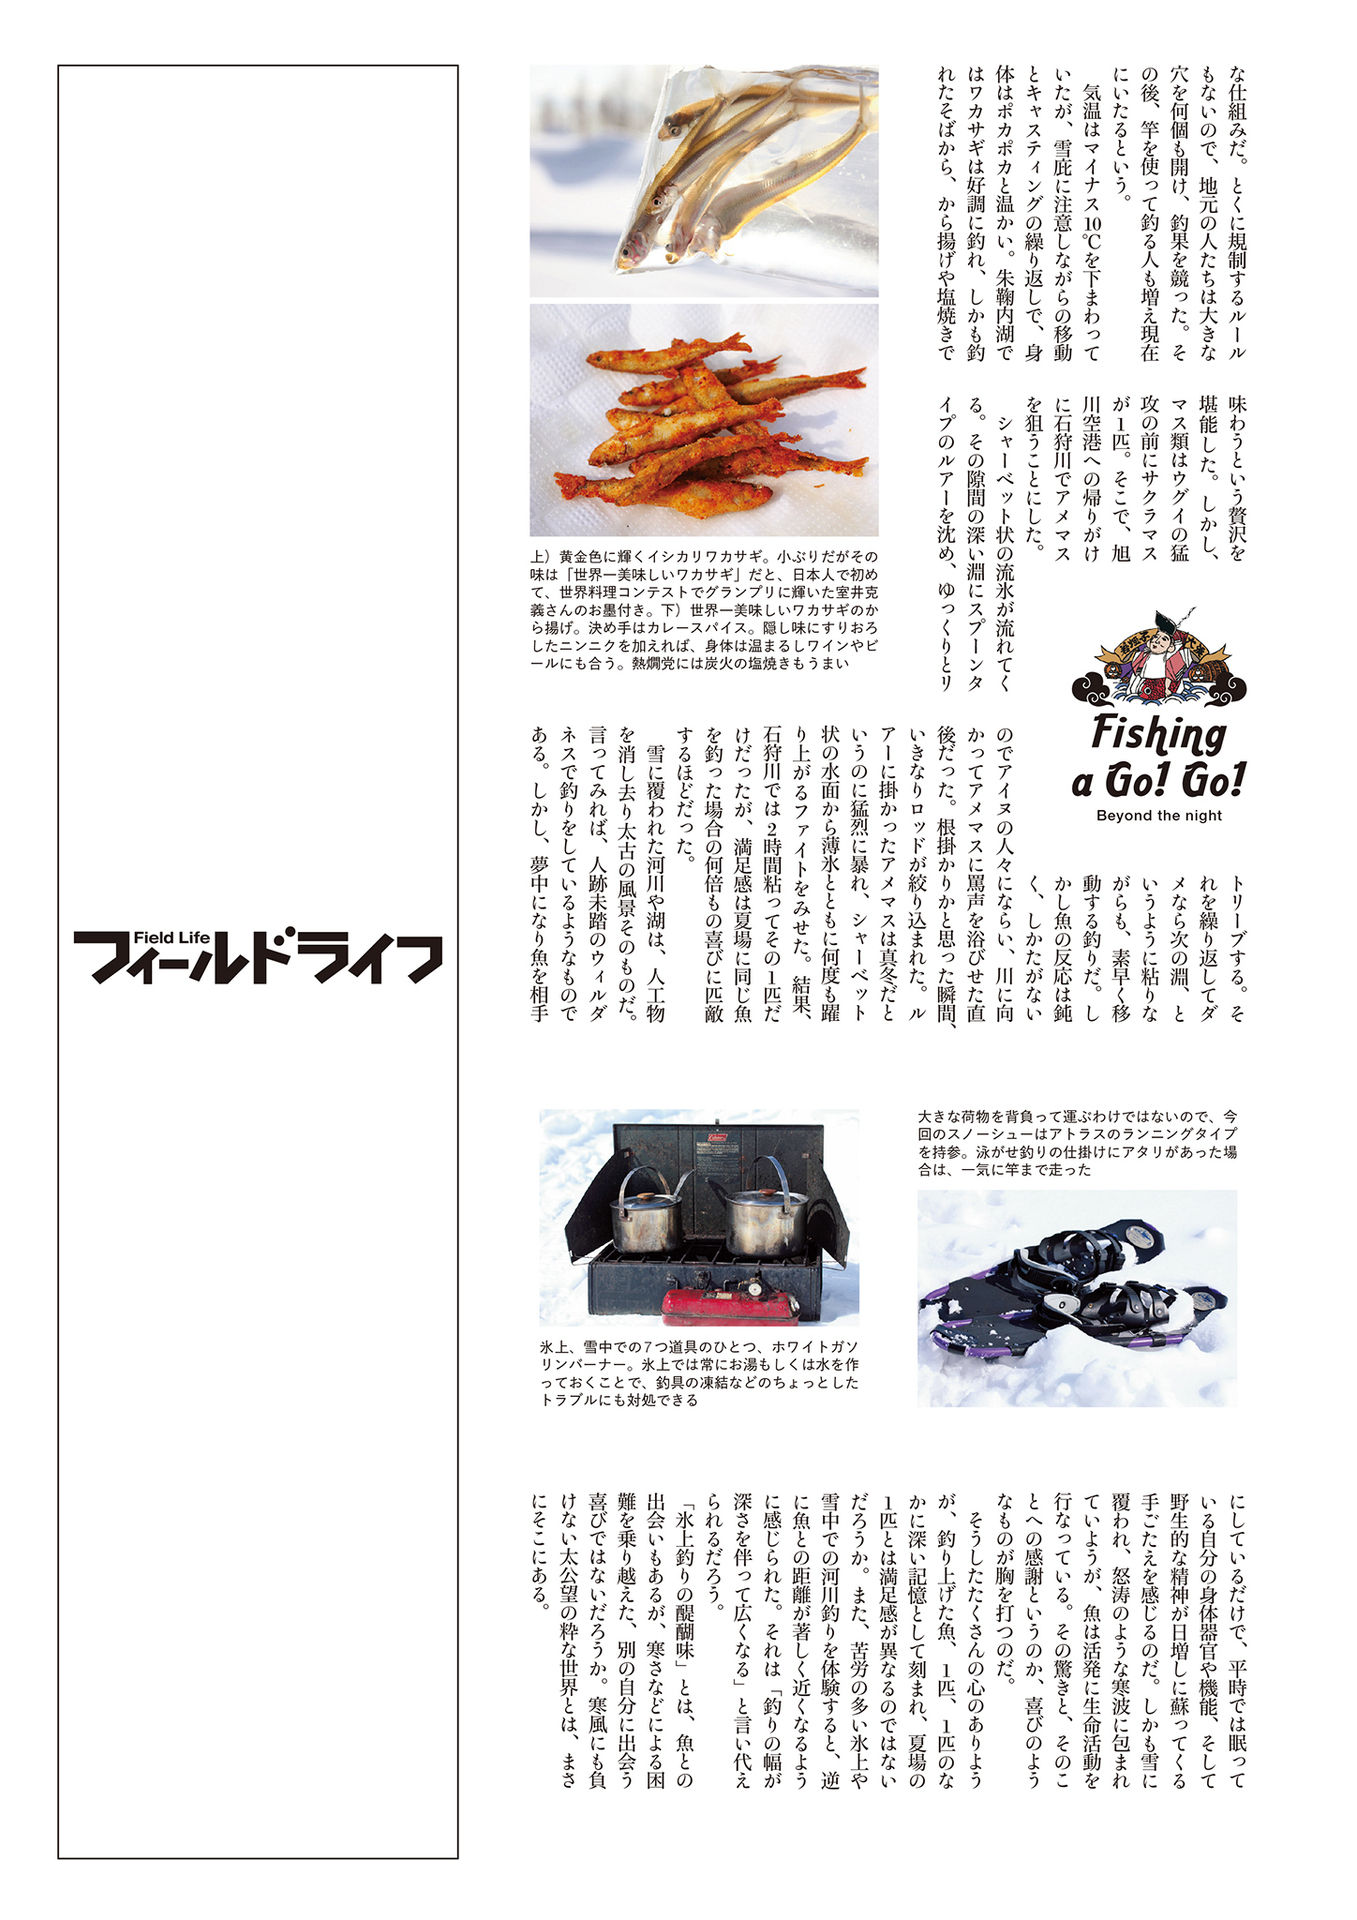 な仕組みだ。とくに規制するルール
もないので、地元の人たちは大きな
穴を何個も開け、釣果を競った。そ
の後、竿を使って釣る人も増え現在
にいたるという。
気温はマイナス10℃を下まわって
いたが、雪庇に注意しながらの移動
とキャスティングの繰り返しで、身
体はポカポカと温かい。朱鞠内湖で
はワカサギは好調に釣れ、しかも釣
れたそばから、から揚げや塩焼きで
味わうという贅沢を
堪能した。しかし、
マス類はウグイの猛
攻の前にサクラマス
が1匹。そこで、旭
川空港への帰りがけ
に石狩川でアメマス
を狙うことにした。
シャーベット状の流氷が流れてく
る。その隙間の深い淵にスプーンタ
イプのルアーを沈め、ゆっくりとリ
トリーブする。そ
れを繰り返してダ
メなら次の淵、と
いうように粘りな
がらも、素早く移
動する釣りだ。し
かし魚の反応は鈍
く、しかたがない
のでアイヌの人々にならい、川に向
かってアメマスに罵声を浴びせた直
後だった。根掛かりかと思った瞬間、
いきなりロッドが絞り込まれた。ル
アーに掛かったアメマスは真冬だと
いうのに猛烈に暴れ、シャーベット
状の水面から薄氷とともに何度も躍
り上がるファイトをみせた。結果、
石狩川では2時間粘ってその1匹だ
けだったが、満足感は夏場に同じ魚
を釣った場合の何倍もの喜びに匹敵
するほどだった。
雪に覆われた河川や湖は、人工物
を消し去り太古の風景そのものだ。
言ってみれば、人跡未踏のウィルダ
ネスで釣りをしているようなもので
ある。しかし、夢中になり魚を相手
にしているだけで、平時では眠って
いる自分の身体器官や機能、そして
野生的な精神が日増しに蘇ってくる
手ごたえを感じるのだ。しかも雪に
覆われ、怒涛のような寒波に包まれ
ていようが、魚は活発に生命活動を
行なっている。その驚きと、そのこ
とへの感謝というのか、喜びのよう
なものが胸を打つのだ。
そうしたたくさんの心のありよう
が、釣り上げた魚、1匹、1匹のな
かに深い記憶として刻まれ、夏場の
1匹とは満足感が異なるのではない
だろうか。また、苦労の多い氷上や
雪中での河川釣りを体験すると、逆
に魚との距離が著しく近くなるよう
に感じられた。それは「釣りの幅が
深さを伴って広くなる」と言い代え
られるだろう。
「氷上釣りの醍醐味」とは、魚との
出会いもあるが、寒さなどによる困
難を乗り越えた、別の自分に出会う
喜びではないだろうか。寒風にも負
けない太公望の粋な世界とは、まさ
にそこにある。
上）黄金色に輝くイシカリワカサギ。小ぶりだがその
味は「世界一美味しいワカサギ」だと、日本人で初め
て、世界料理コンテストでグランプリに輝いた室井克
義さんのお墨付き。下）世界一美味しいワカサギのか
ら揚げ。決め手はカレースパイス。隠し味にすりおろ
したニンニクを加えれば、身体は温まるしワインやビ
ールにも合う。熱燗党には炭火の塩焼きもうまい
Fishing
a Go! Go!
Beyond the night
大きな荷物を背負って運ぶわけではないので、今
回のスノーシューはアトラスのランニングタイプ
を持参。泳がせ釣りの仕掛けにアタリがあった場
合は、一気に竿まで走った
Coleman
氷上、雪中での7つ道具のひとつ、ホワイトガソ
リンバーナー。氷上では常にお湯もしくは水を作
っておくことで、釣具の凍結などのちょっとした
トラブルにも対処できる
Field Life
フィールドライフ